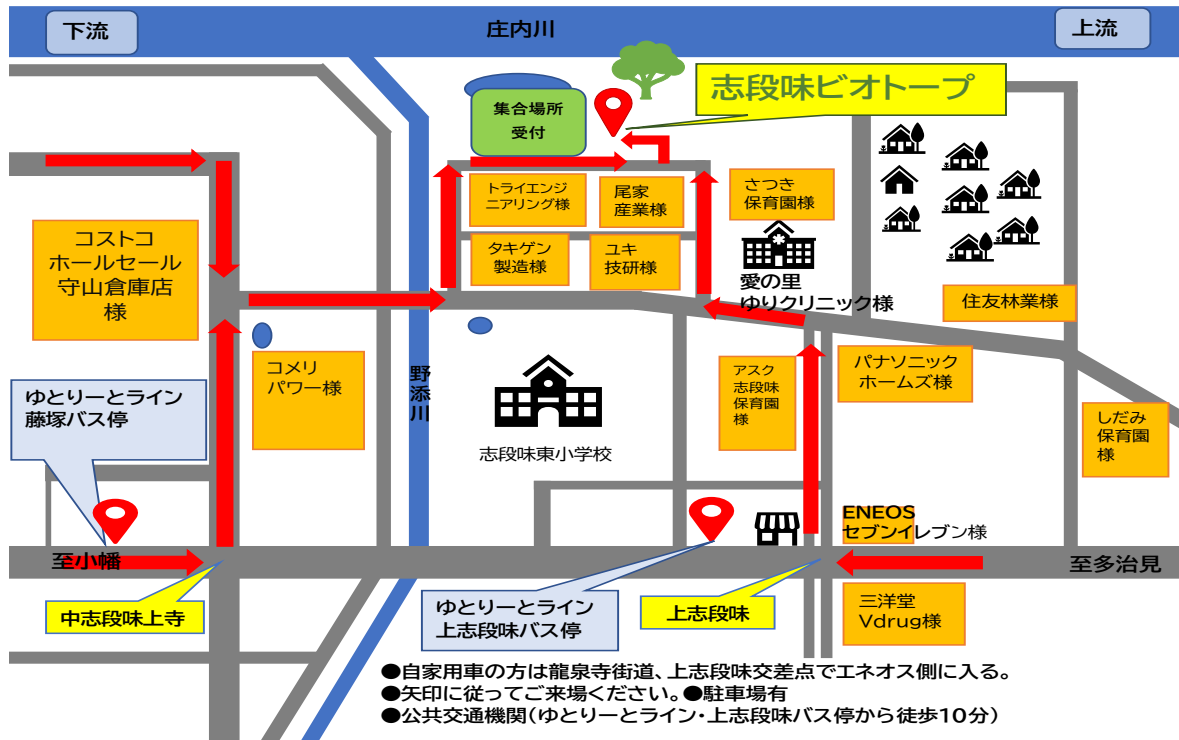 下流
庄内川
上流
志段味ビオトープ
集合場所
受付
トライエンジ
ニアリング様
尾家
産業様
さつき
保育園様
タキゲン
製造様
ユキ
技研様
愛の里
ゆりクリニック様
住友林業様
コストコ
ホールセール
守山倉庫店
様
コメリ
パワー様
野添川
アスク
志段味
保育園
様
パナソニック
ホームズ様
ゆとりーとライン
藤塚バス停
しだみ
保育園
様
志段味東小学校
ENEOS
セブンイレブン様
至小幡
至多治見
中志段味上寺
ゆとりーとライン
上志段味バス停
上志段味
三洋堂
Vdrug様
●自家用車の方は龍泉寺街道、上志段味交差点でエネオス側に入る。
●矢印に従ってご来場ください。●駐車場有
●公共交通機関(ゆとりーとライン・上志段味バス停から徒歩10分)